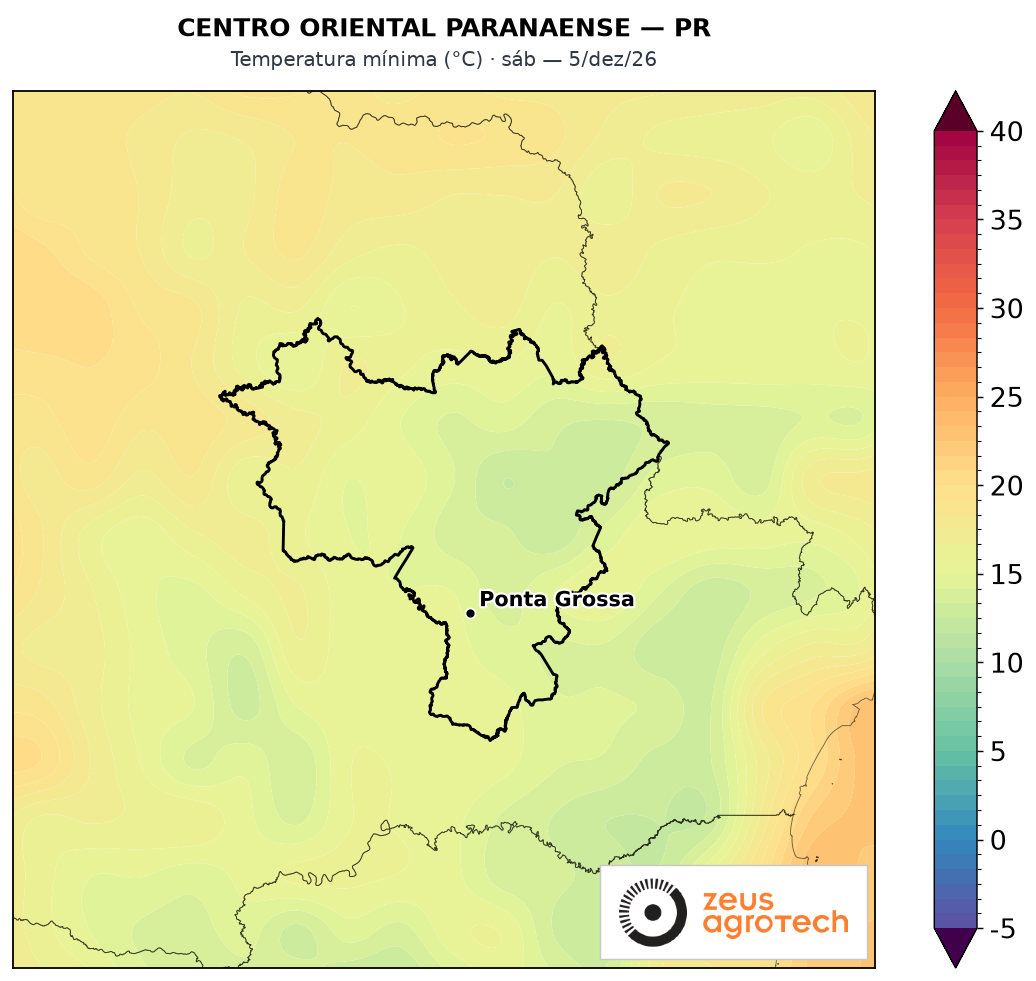 CENTRO ORIENTAL PARANAENSE — PR
Temperatura mínima (°C) · sáb — 5/dez/26
40
35
30
25
20
15
10
5
0
-5
Ponta Grossa
zeus
agrotech